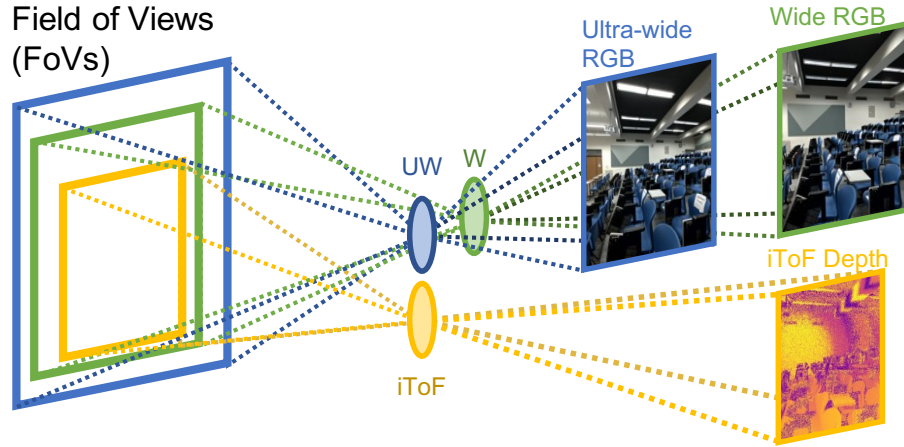 Field of Views
(FoVs)
Ultra-wide
RGB
Wide RGB
UW
W
iToF Depth
iToF